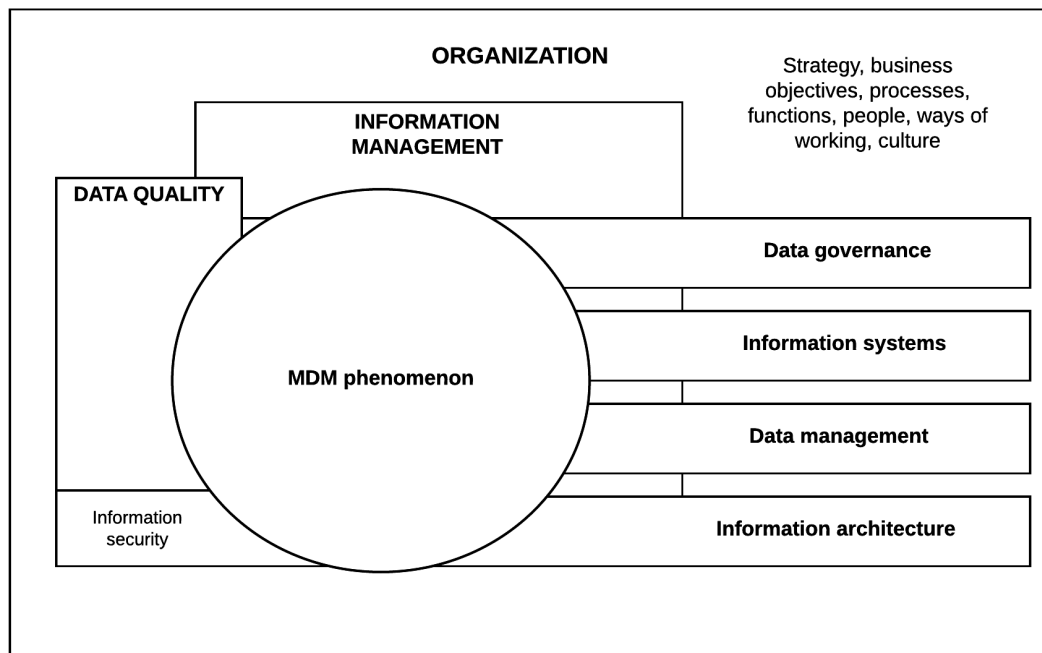 ORGANIZATION
Strategy, business
objectives, processes,
functions, people, ways of
working, culture
INFORMATION
MANAGEMENT
DATA QUALITY
Data governance
Information systems
MDM phenomenon
Data management
Information
security
Information architecture